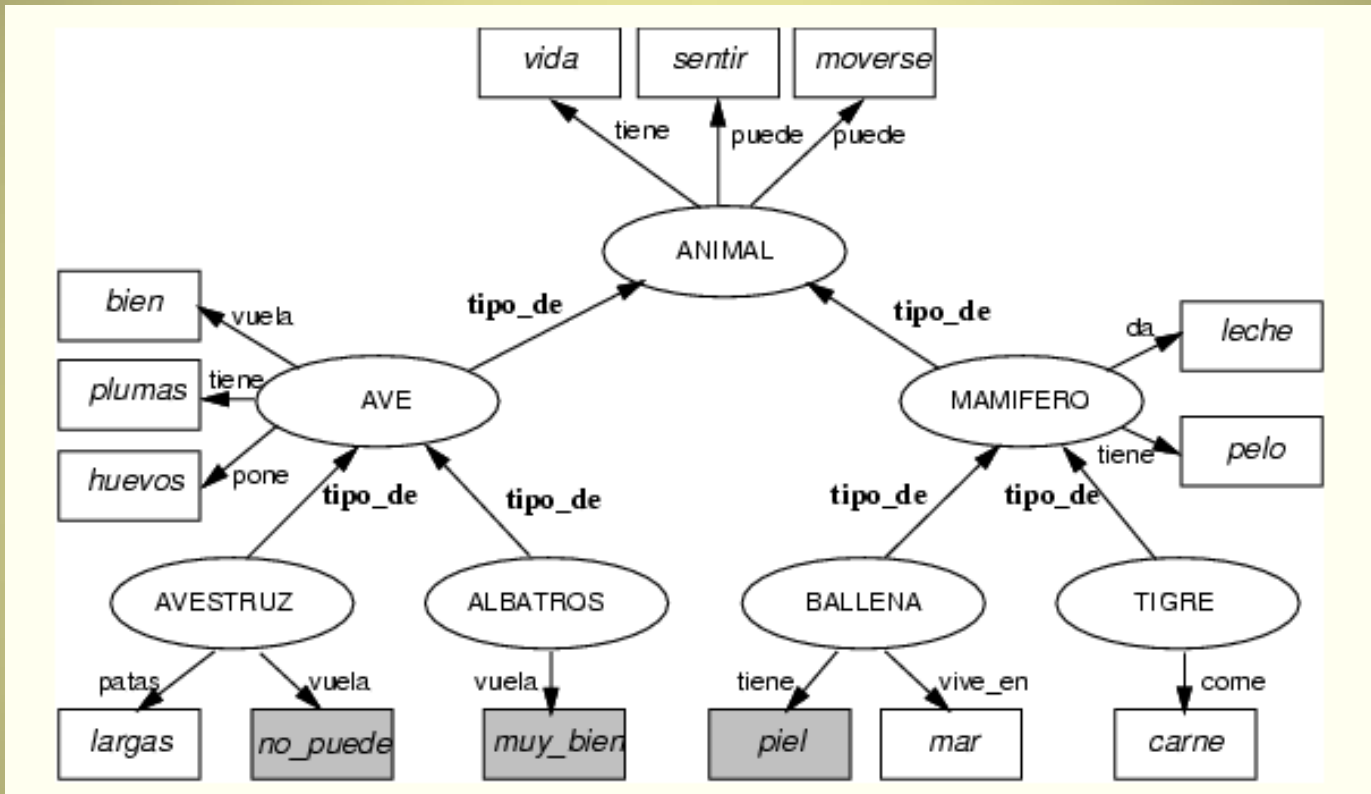 vida
sentir
moverse
tiene
puede
puede
ANIMAL
bien
vuela
tipo_de
tipo_de
da
leche
plumas
tiene
AVE
MAMIFERO
huevos
pone
tiene
pelo
tipo_de
tipo_de
tipo_de
tipo_de
AVESTRUZ
ALBATROS
BALLENA
TIGRE
patas
vuela
vuela
tiene
vive_en
come
largas
no_puede
muy_bien
piel
mar
carne